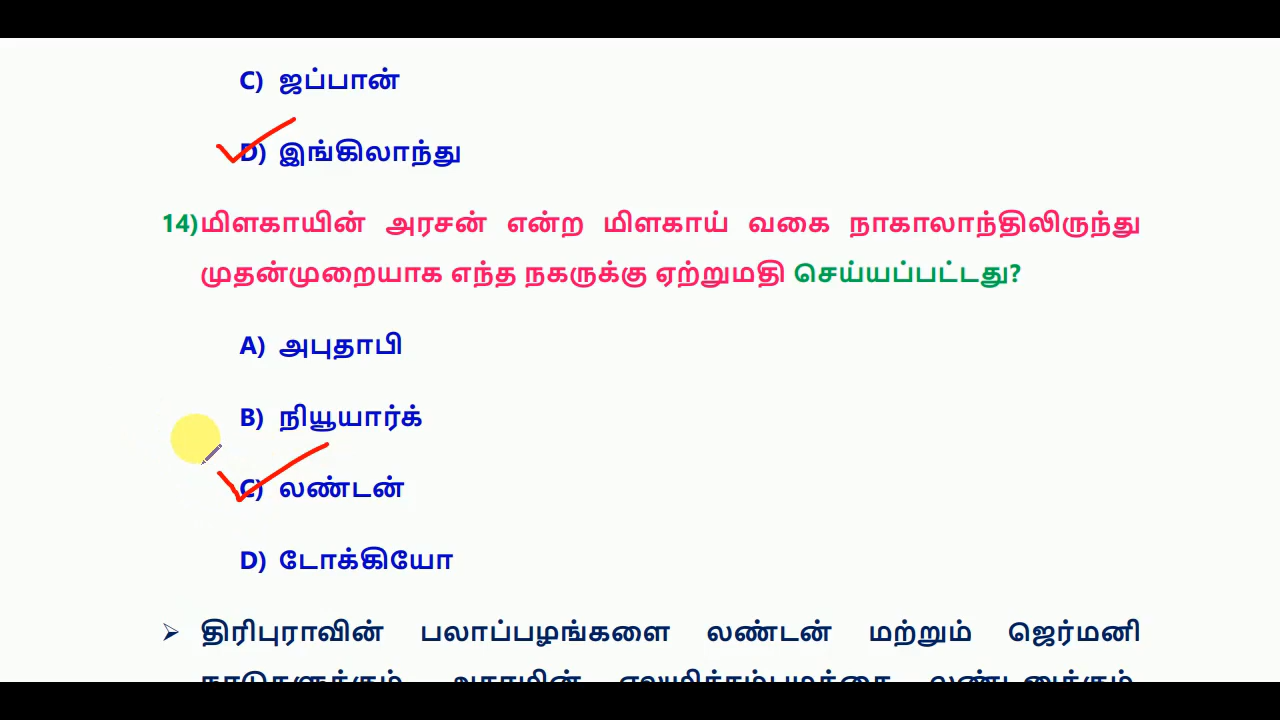 C) ஜப்பான்
D) இங்கிலாந்து
14)மிளகாயின் அரசன் என்ற மிளகாய் வகை நாகாலாந்திலிருந்து
முதன்முறையாக எந்த நகருக்கு ஏற்றுமதி செய்யப்பட்டது?
A) அபுதாபி
B) நியூயார்க்
C) லண்டன்
D) டோக்கியோ
➢ திரிபுராவின் பலாப்பழங்களை லண்டன் மற்றும் ஜெர்மனி